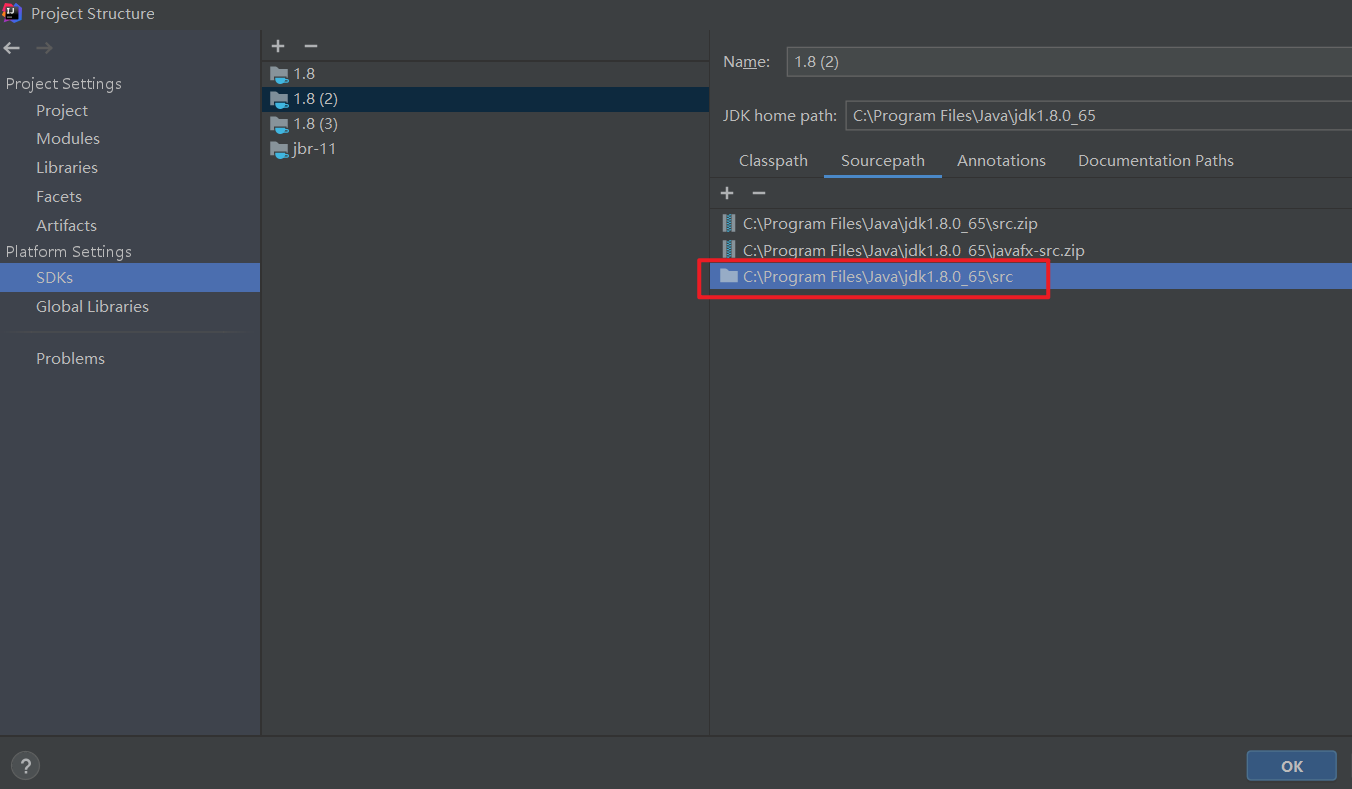 Project Structure
Project Settings
Project
Modules
Libraries
Facets
Artifacts
Platform Settings
SDKs
Global Libraries
Problems
1.8
1.8 (2)
1.8 (3)
jbr-11
Name: 1.8 (2)
JDK home path: C:\Program Files\Java\jdk1.8.0_65
Classpath Sourcepath Annotations Documentation Paths
C:\Program Files\Java\jdk1.8.0_65\src.zip
C:\Program Files\Java\jdk1.8.0_65\javafx-src.zip
C:\Program Files\Java\jdk1.8.0_65\src
?
OK